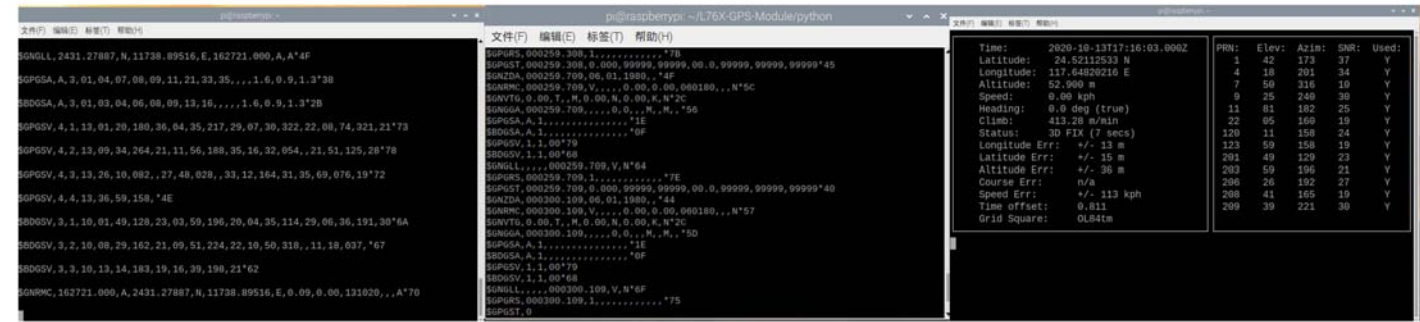 pi@raspberrypi: ~
文件(F) 编辑(E) 标签(T) 帮助(H)
$GNGLL,2431.27887,N,11738.89516,E,162721.000,A,A*4F
$GPGSA,A,3,01,04,07,08,09,11,21,33,35,,,,1.6,0.9,1.3*38
$BDGSA,A,3,01,03,04,06,08,09,13,16,,,,,1.6,0.9,1.3*2B
$GPGSV,4,1,13,01,20,180,36,04,35,217,29,07,30,322,22,08,74,321,21*73
$GPGSV,4,2,13,09,34,264,21,11,56,188,35,16,32,054,,21,51,125,28*78
$GPGSV,4,3,13,26,10,082,,27,48,028,,33,12,164,31,35,69,076,19*72
$GPGSV,4,4,13,36,59,158,*4E
$BDGSV,3,1,10,01,49,128,23,03,59,196,20,04,35,114,29,06,36,191,30*6A
$BDGSV,3,2,10,08,29,162,21,09,51,224,22,10,50,318,,11,18,037,*67
$BDGSV,3,3,10,13,14,183,19,16,39,198,21*62
$GNRMC,162721.000,A,2431.27887,N,11738.89516,E,0.09,0.00,131020,,,A*70
pi@raspberrypi: ~/L76X-GPS-Module/python
文件(F) 编辑(E) 标签(T) 帮助(H)
$GPGRS,000259.308,1,,,,,,,,,,,,*7B
$GPGST,000259.308,0.000,99999,99999,00.0,99999,99999,99999*45
$GNZDA,000259.709,06,01,1980,,*4F
$GNRMC,000259.709,V,,,,,0.00,0.00,060180,,,N*5C
$GNVTG,0.00,T,,M,0.00,N,0.00,K,N*2C
$GNGGA,000259.709,,,,,0,0,,,M,,M,,*56
$GPGSA,A,1,,,,,,,,,,,,,,,*1E
$BDGSA,A,1,,,,,,,,,,,,,,,*0F
$GPGSV,1,1,00*79
$BDGSV,1,1,00*68
$GNGLL,,,,,000259.709,V,N*64
$GPGRS,000259.709,1,,,,,,,,,,,,*7E
$GPGST,000259.709,0.000,99999,99999,00.0,99999,99999,99999*40
$GNZDA,000300.109,06,01,1980,,*44
$GNRMC,000300.109,V,,,,,0.00,0.00,060180,,,N*57
$GNVTG,0.00,T,,M,0.00,N,0.00,K,N*2C
$GNGGA,000300.109,,,,,0,0,,,M,,M,,*5D
$GPGSA,A,1,,,,,,,,,,,,,,,*1E
$BDGSA,A,1,,,,,,,,,,,,,,,*0F
$GPGSV,1,1,00*79
$BDGSV,1,1,00*68
$GNGLL,,,,,000300.109,V,N*6F
$GPGRS,000300.109,1,,,,,,,,,,,,*75
$GPGST,0
pi@raspberrypi: ~
文件(F) 编辑(E) 标签(T) 帮助(H)
Time: 2020-10-13T17:16:03.000Z
Latitude: 24.52112533 N
Longitude: 117.64820216 E
Altitude: 52.900 m
Speed: 0.00 kph
Heading: 0.0 deg (true)
Climb: 413.28 m/min
Status: 3D FIX (7 secs)
Longitude Err: +/- 13 m
Latitude Err: +/- 15 m
Altitude Err: +/- 36 m
Course Err: n/a
Speed Err: +/- 113 kph
Time offset: 0.811
Grid Square: OL84tm
PRN: Elev: Azim: SNR: Used:
1 42 173 37 Y
4 18 201 34 Y
7 50 316 10 Y
9 25 240 30 Y
11 81 182 25 Y
22 05 160 19 Y
120 11 158 24 Y
123 59 158 19 Y
201 49 129 23 Y
203 59 196 21 Y
206 26 192 27 Y
208 41 165 19 Y
209 39 221 30 Y